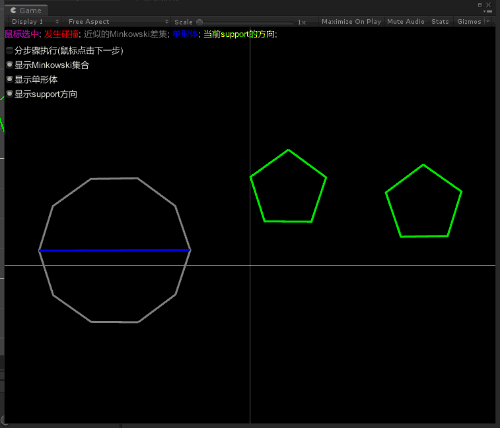 Game
Display 1 Free Aspect Scale 1x Maximize On Play Mute Audio Stats Gizmos
鼠标选中; 发生碰撞; 近似的Minkowski差集; 单形体; 当前support的方向;
分步骤执行(鼠标点击下一步)
显示Minkowski集合
显示单形体
显示support方向